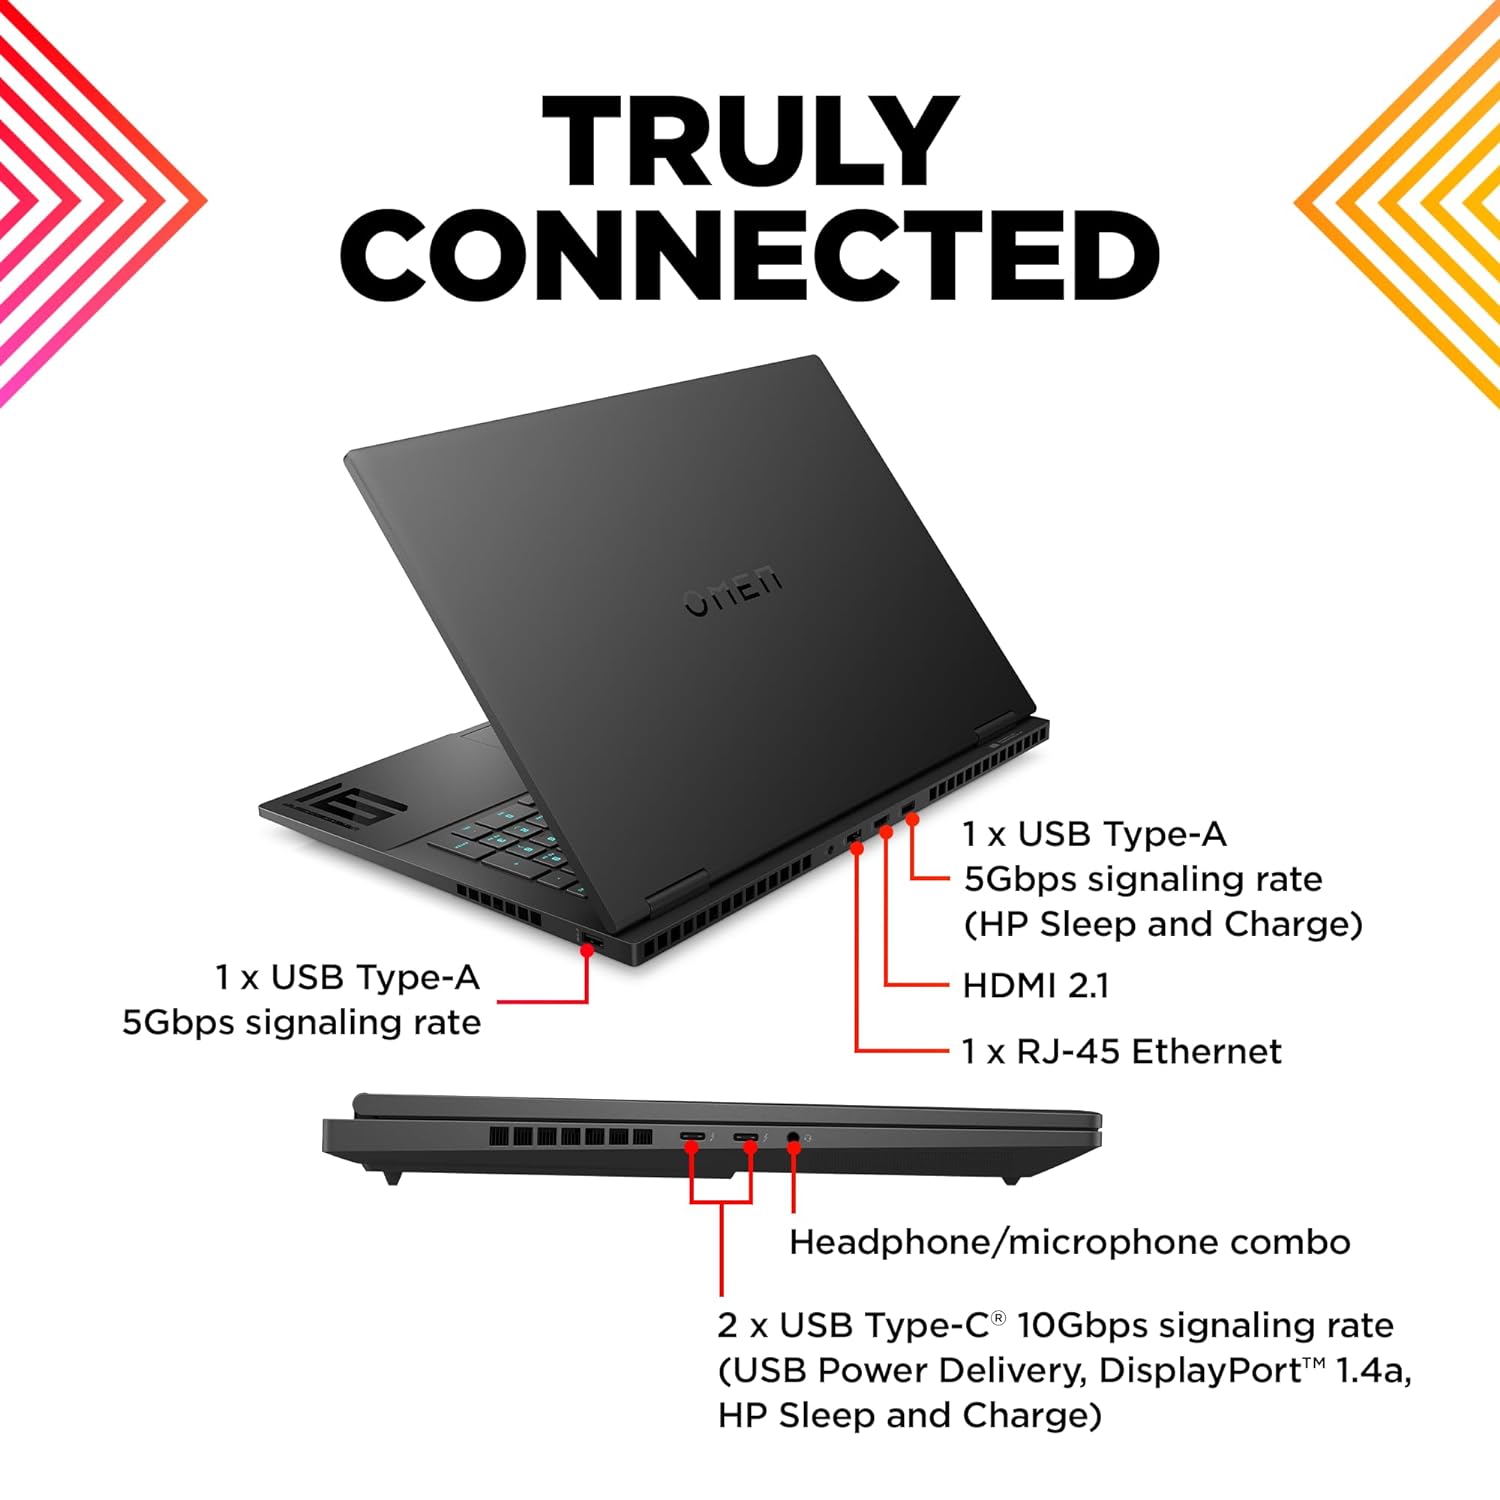 TRULY
CONNECTED
OMEN
16
1 x USB Type-A
5Gbps signaling rate
(HP Sleep and Charge)
HDMI 2.1
1 x RJ-45 Ethernet
1 x USB Type-A
5Gbps signaling rate
Headphone/microphone combo
2 x USB Type-C® 10Gbps signaling rate
(USB Power Delivery, DisplayPort™ 1.4a,
HP Sleep and Charge)